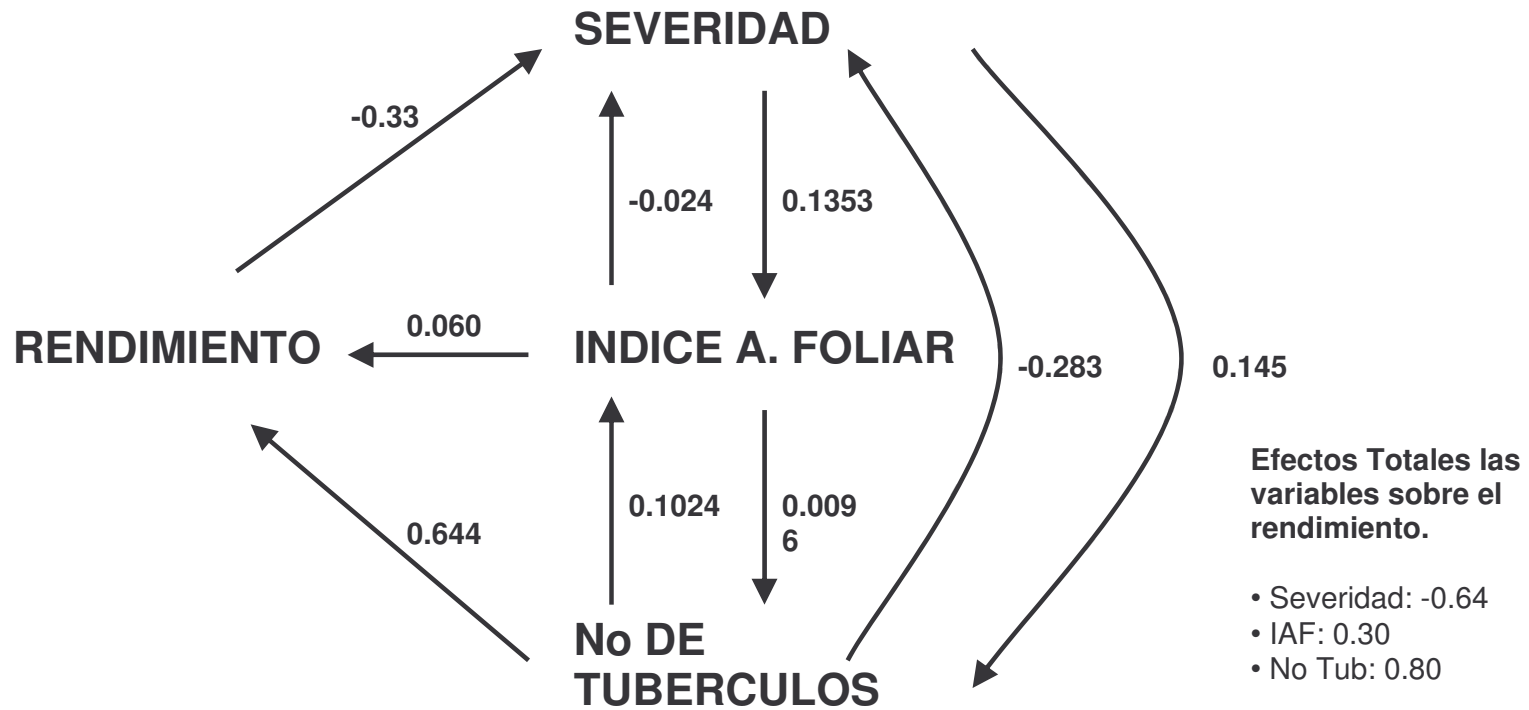 SEVERIDAD
-0.33
-0.024
0.1353
RENDIMIENTO
0.060
INDICE A. FOLIAR
-0.283
0.145
0.644
0.1024
0.009
6
No DE
TUBERCULOS
Efectos Totales las
variables sobre el
rendimiento.
• Severidad: -0.64
• IAF: 0.30
• No Tub: 0.80